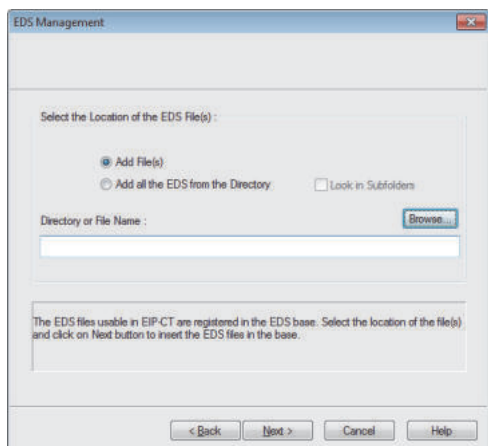 EDS Management
Select the Location of the EDS File(s) :
Add File(s)
Add all the EDS from the Directory
Look in Subfolders
Directory or File Name :
Browse...
The EDS files usable in EIP-CT are registered in the EDS base. Select the location of the file(s)
and click on Next button to insert the EDS files in the base.
< Back
Next >
Cancel
Help